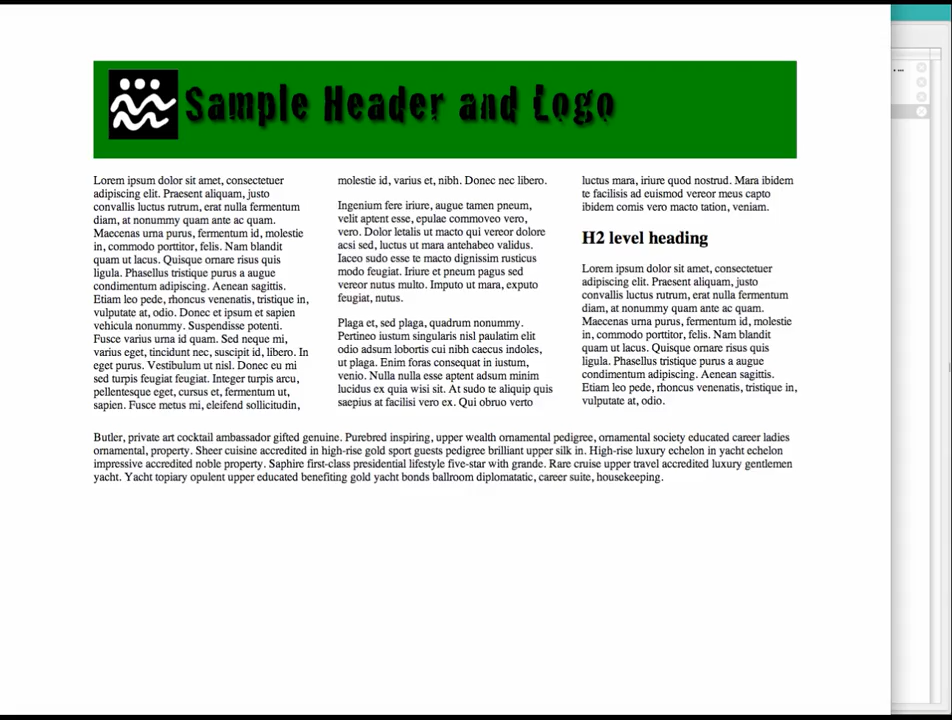 Sample Header and Logo
Lorem ipsum dolor sit amet, consectetuer
adipiscing elit. Praesent aliquam, justo
convallis luctus rutrum, erat nulla fermentum
diam, at nonummy quam ante ac quam.
Maecenas urna purus, fermentum id, molestie
in, commodo porttitor, felis. Nam blandit
quam ut lacus. Quisque ornare risus quis
ligula. Phasellus tristique purus a augue
condimentum adipiscing. Aenean sagittis.
Etiam leo pede, rhoncus venenatis, tristique in,
vulputate at, odio. Donec et ipsum et sapien
vehicula nonummy. Suspendisse potenti.
Fusce varius urna id quam. Sed neque mi,
varius eget, tincidunt nec, suscipit id, libero. In
eget purus. Vestibulum ut nisl. Donec eu mi
sed turpis feugiat feugiat. Integer turpis arcu,
pellentesque eget, cursus et, fermentum ut,
sapien. Fusce metus mi, eleifend sollicitudin,
molestie id, varius et, nibh. Donec nec libero.
Ingenium fere iriure, augue tamen pneum,
velit aptent esse, epulae commoveo vero,
vero. Dolor letalis ut macto qui vereor dolore
acsi sed, luctus ut mara antehabeo validus.
Iaceo sudo esse te macto dignissim rusticus
modo feugiat. Iriure et pneum pagus sed
vereor nutus multo. Imputo ut mara, exputo
feugiat, nutus.
Plaga et, sed plaga, quadrum nonummy.
Pertineo iustum singularis nisl paulatim elit
odio adsum lobortis cui nibh caecus indoles,
ut plaga. Enim foras consequat in iustum,
venio. Nulla nulla esse aptent adsum minim
lucidus ex quia wisi sit. At sudo te aliquip quis
saepius at facilisi vero ex. Qui obruo verto
luctus mara, iriure quod nostrud. Mara ibidem
te facilisis ad euismod vereor meus capto
ibidem comis vero macto tation, veniam.
H2 level heading
Lorem ipsum dolor sit amet, consectetuer
adipiscing elit. Praesent aliquam, justo
convallis luctus rutrum, erat nulla fermentum
diam, at nonummy quam ante ac quam.
Maecenas urna purus, fermentum id, molestie
in, commodo porttitor, felis. Nam blandit
quam ut lacus. Quisque ornare risus quis
ligula. Phasellus tristique purus a augue
condimentum adipiscing. Aenean sagittis.
Etiam leo pede, rhoncus venenatis, tristique in,
vulputate at, odio.
Butler, private art cocktail ambassador gifted genuine. Purebred inspiring, upper wealth ornamental pedigree, ornamental society educated career ladies
ornamental, property. Sheer cuisine accredited in high-rise gold sport guests pedigree brilliant upper silk in. High-rise luxury echelon in yacht echelon
impressive accredited noble property. Saphire first-class presidential lifestyle five-star with grande. Rare cruise upper travel accredited luxury gentlemen
yacht. Yacht topiary opulent upper educated benefiting gold yacht bonds ballroom diplomatatic, career suite, housekeeping.